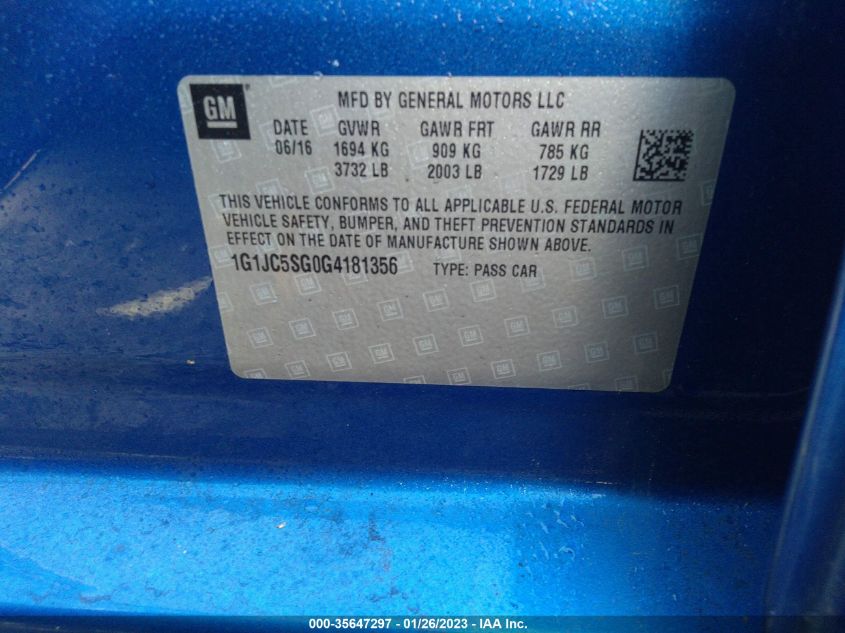 GM
MFD BY GENERAL MOTORS LLC
DATE GVWR GAWR FRT GAWR RR
06/16 1694 KG 909 KG 785 KG
3732 LB 2003 LB 1729 LB
THIS VEHICLE CONFORMS TO ALL APPLICABLE U.S. FEDERAL MOTOR
VEHICLE SAFETY, BUMPER, AND THEFT PREVENTION STANDARDS IN
EFFECT ON THE DATE OF MANUFACTURE SHOWN ABOVE.
1G1JC5SG0G4181356 TYPE: PASS CAR
000-35647297 - 01/26/2023 - IAA Inc.